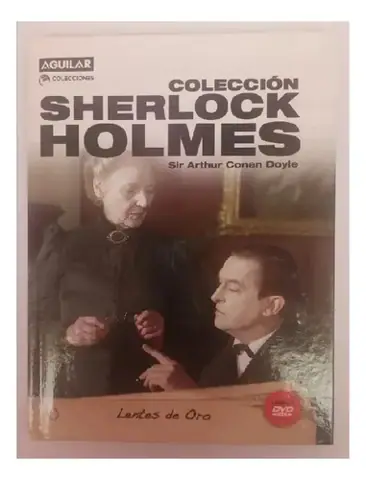 AGUILAR
COLECCIONES
COLECCIÓN
SHERLOCK
HOLMES
Sir Arthur Conan Doyle
Lentes de Oro
DVD